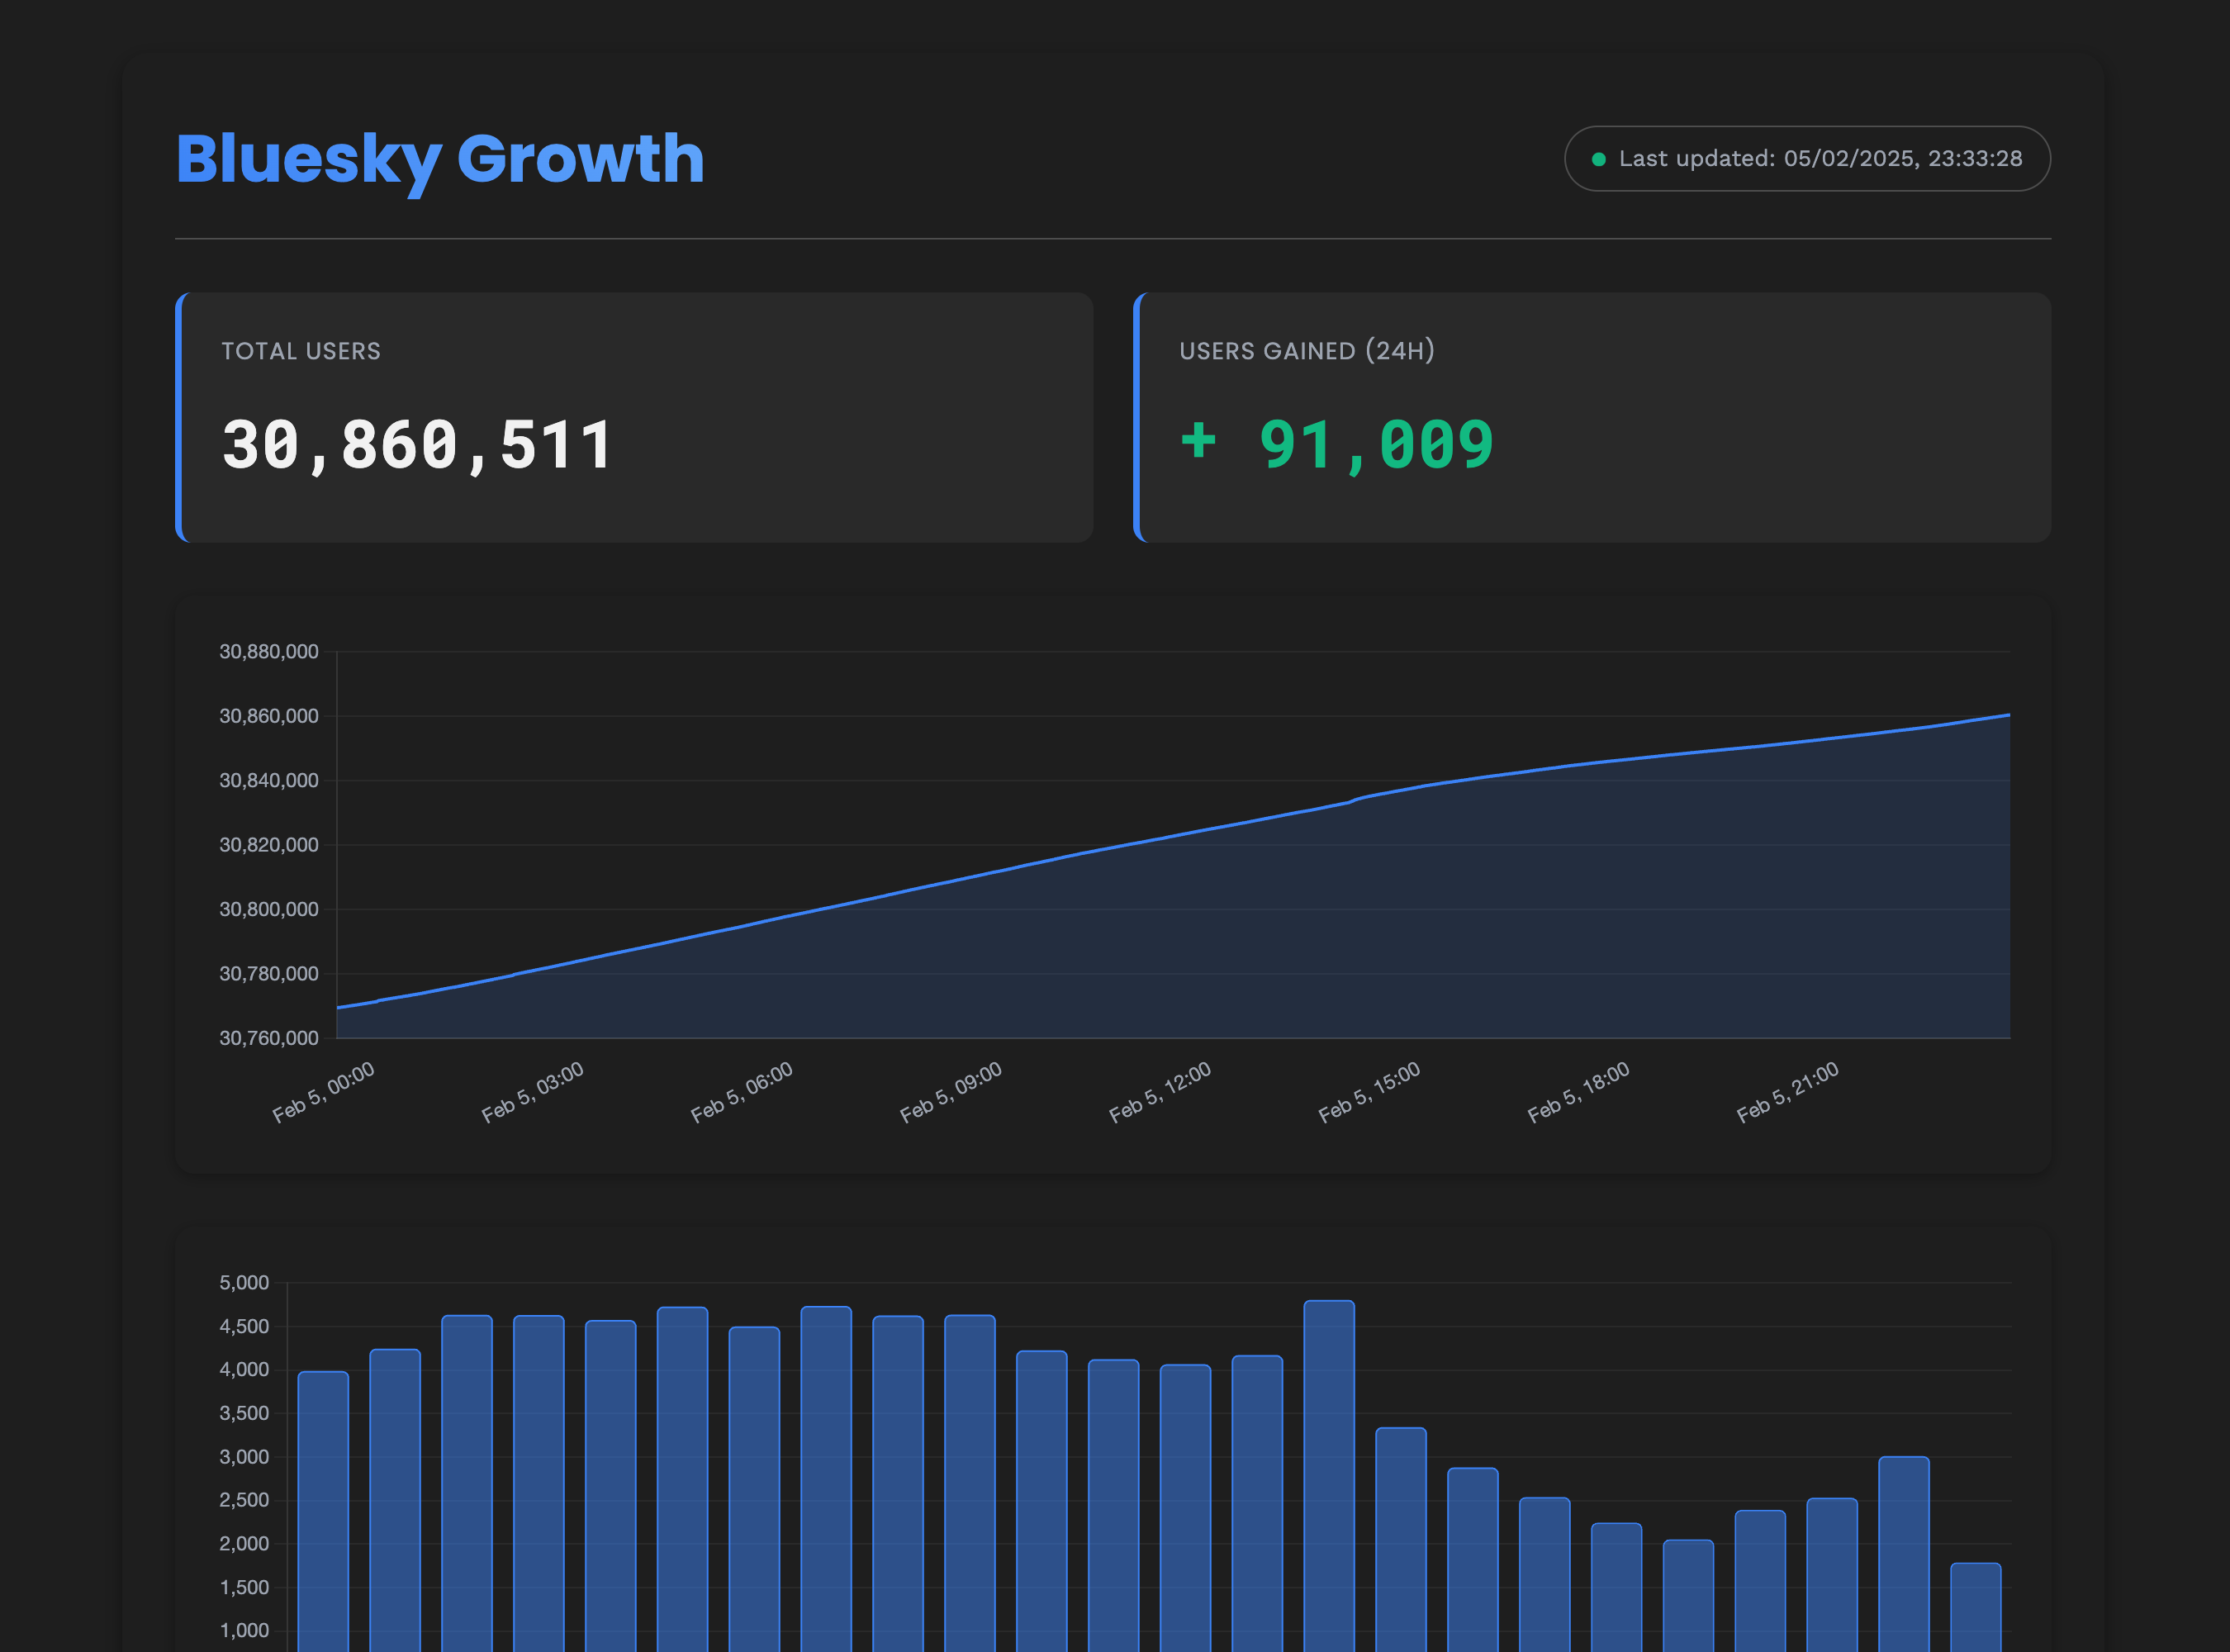 Bluesky Growth
Last updated: 05/02/2025, 23:33:28
TOTAL USERS
30,860,511
USERS GAINED (24H)
+ 91,009
30,880,000
30,860,000
30,840,000
30,820,000
30,800,000
30,780,000
30,760,000
Feb 5, 00:00
Feb 5, 03:00
Feb 5, 06:00
Feb 5, 09:00
Feb 5, 12:00
Feb 5, 15:00
Feb 5, 18:00
Feb 5, 21:00
5,000
4,500
4,000
3,500
3,000
2,500
2,000
1,500
1,000